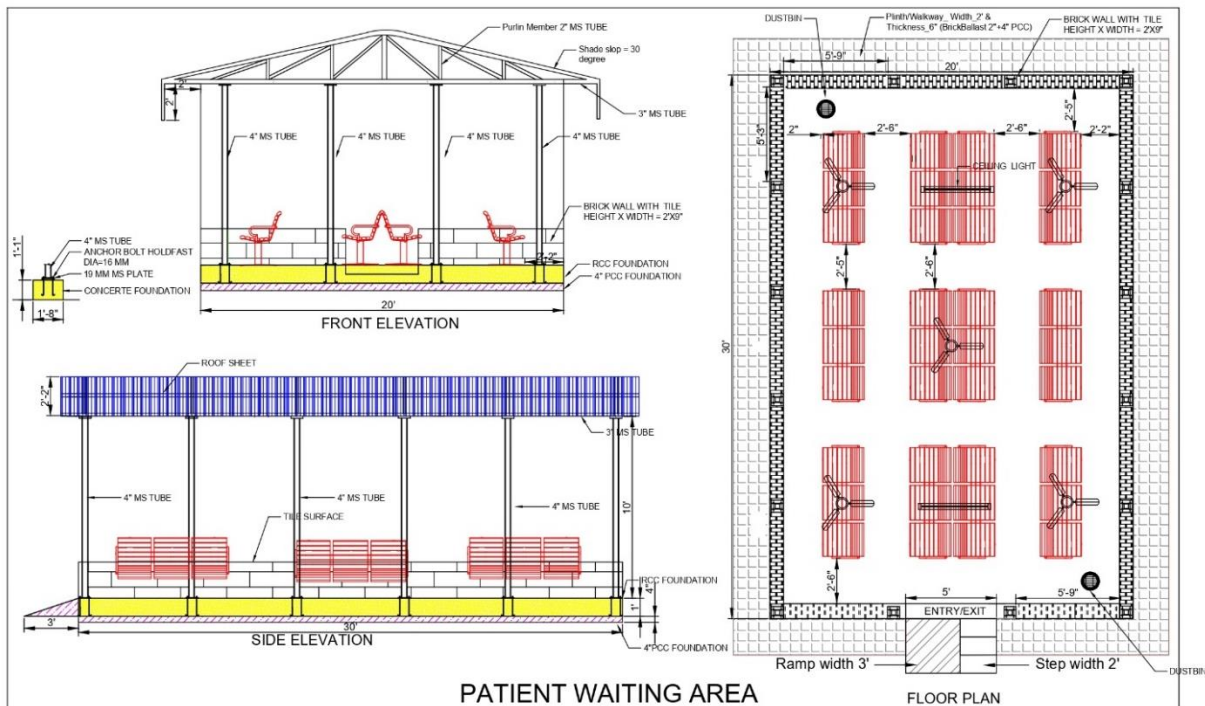 Purlin Member 2" MS TUBE
Shade slop = 30
degree
2'
2'
3" MS TUBE
4" MS TUBE
4" MS TUBE
4" MS TUBE
4" MS TUBE
BRICK WALL WITH TILE
HEIGHT X WIDTH = 2'X9"
2'-2"
RCC FOUNDATION
4" PCC FOUNDATION
20'
FRONT ELEVATION
4" MS TUBE
ANCHOR BOLT HOLDFAST
DIA=16 MM
19 MM MS PLATE
CONCERTE FOUNDATION
1'-1"
1'-8"
ROOF SHEET
2'-2"
3" MS TUBE
4" MS TUBE
4" MS TUBE
4" MS TUBE
10'
TILE SURFACE
RCC FOUNDATION
4"
1'
4"PCC FOUNDATION
3'
30'
SIDE ELEVATION
DUSTBIN
Plinth/Walkway_ Width_2' &
Thickness_6" (BrickBallast 2"+4" PCC)
BRICK WALL WITH TILE
HEIGHT X WIDTH = 2'X9"
5'-9"
20'
5'-3"
2'-5"
2"
2'-6"
2'-6"
2'-2"
CEILING LIGHT
2'-6"
30'
2'-6"
5'
5'-9"
ENTRY/EXIT
Ramp width 3'
Step width 2'
DUSTBIN
FLOOR PLAN
PATIENT WAITING AREA